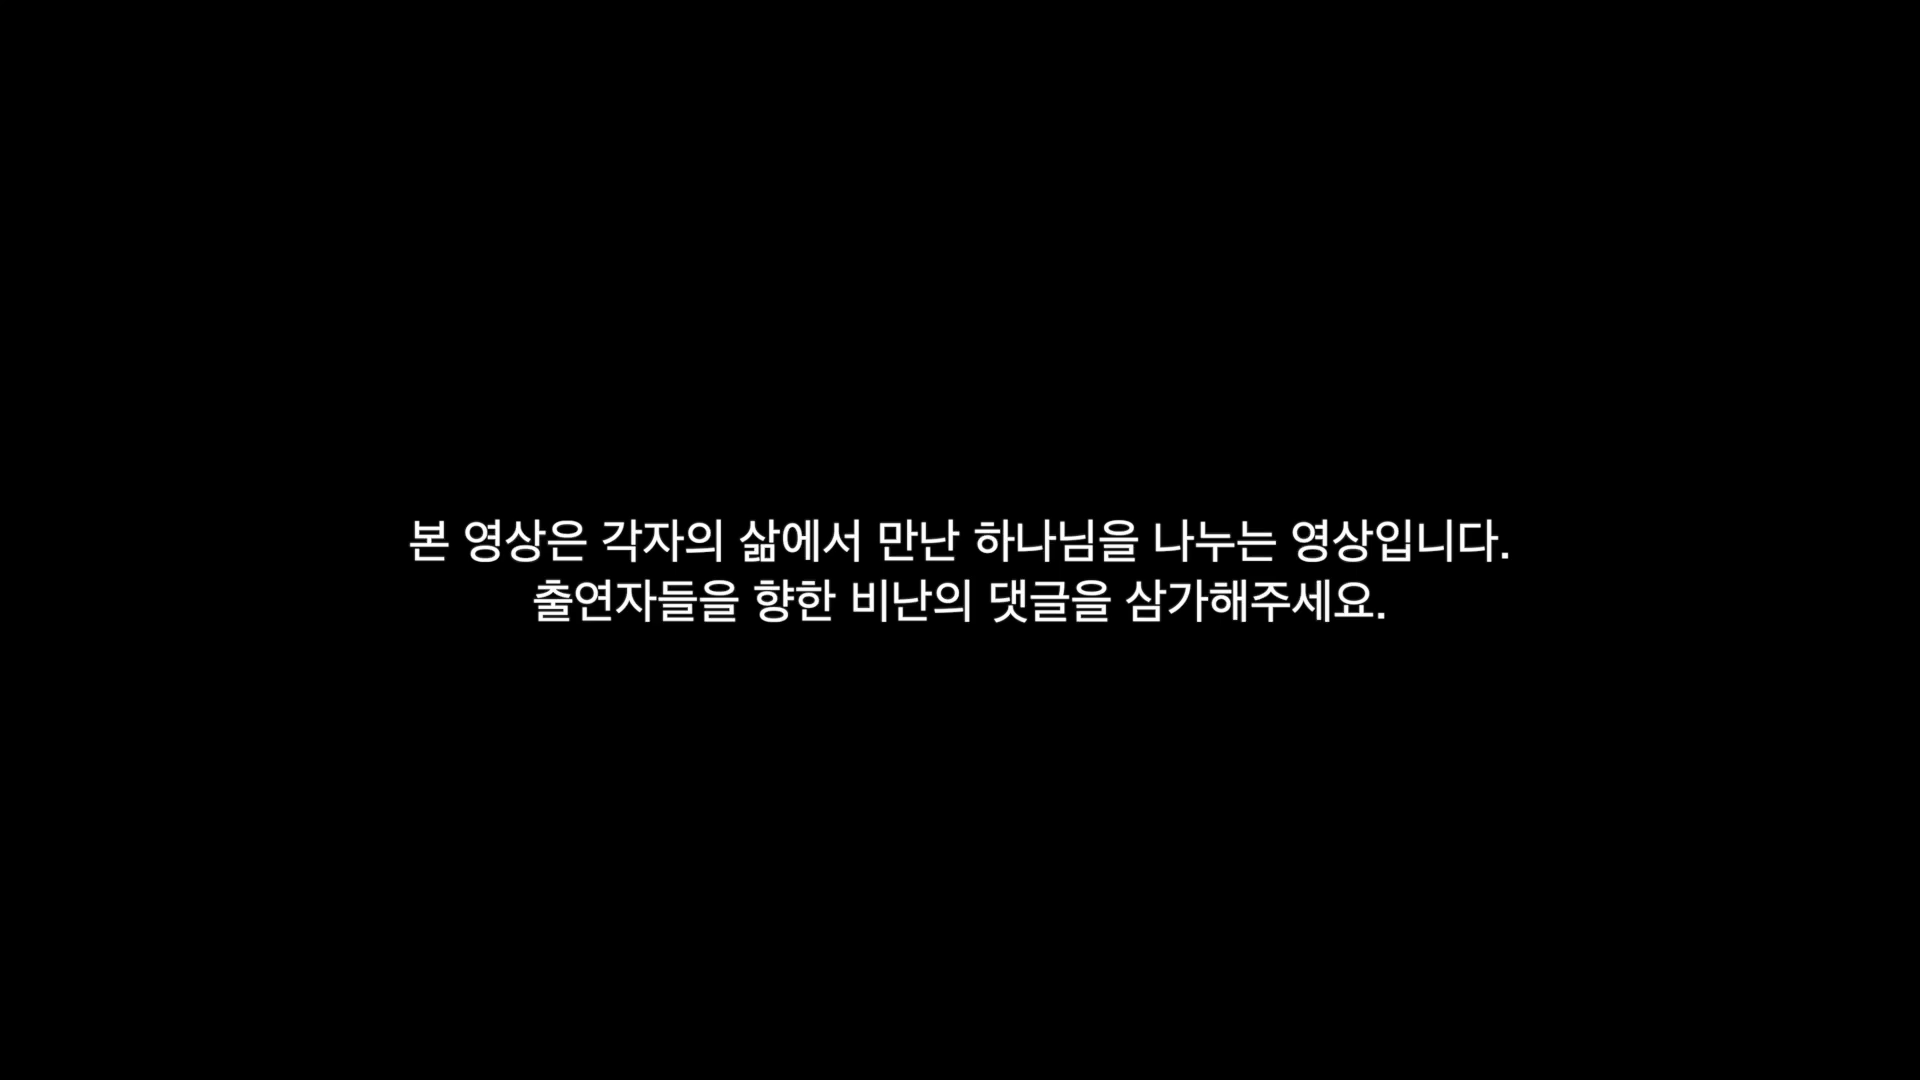 본 영상은 각자의 삶에서 만난 하나님을 나누는 영상입니다.
출연자들을 향한 비난의 댓글을 삼가해주세요.